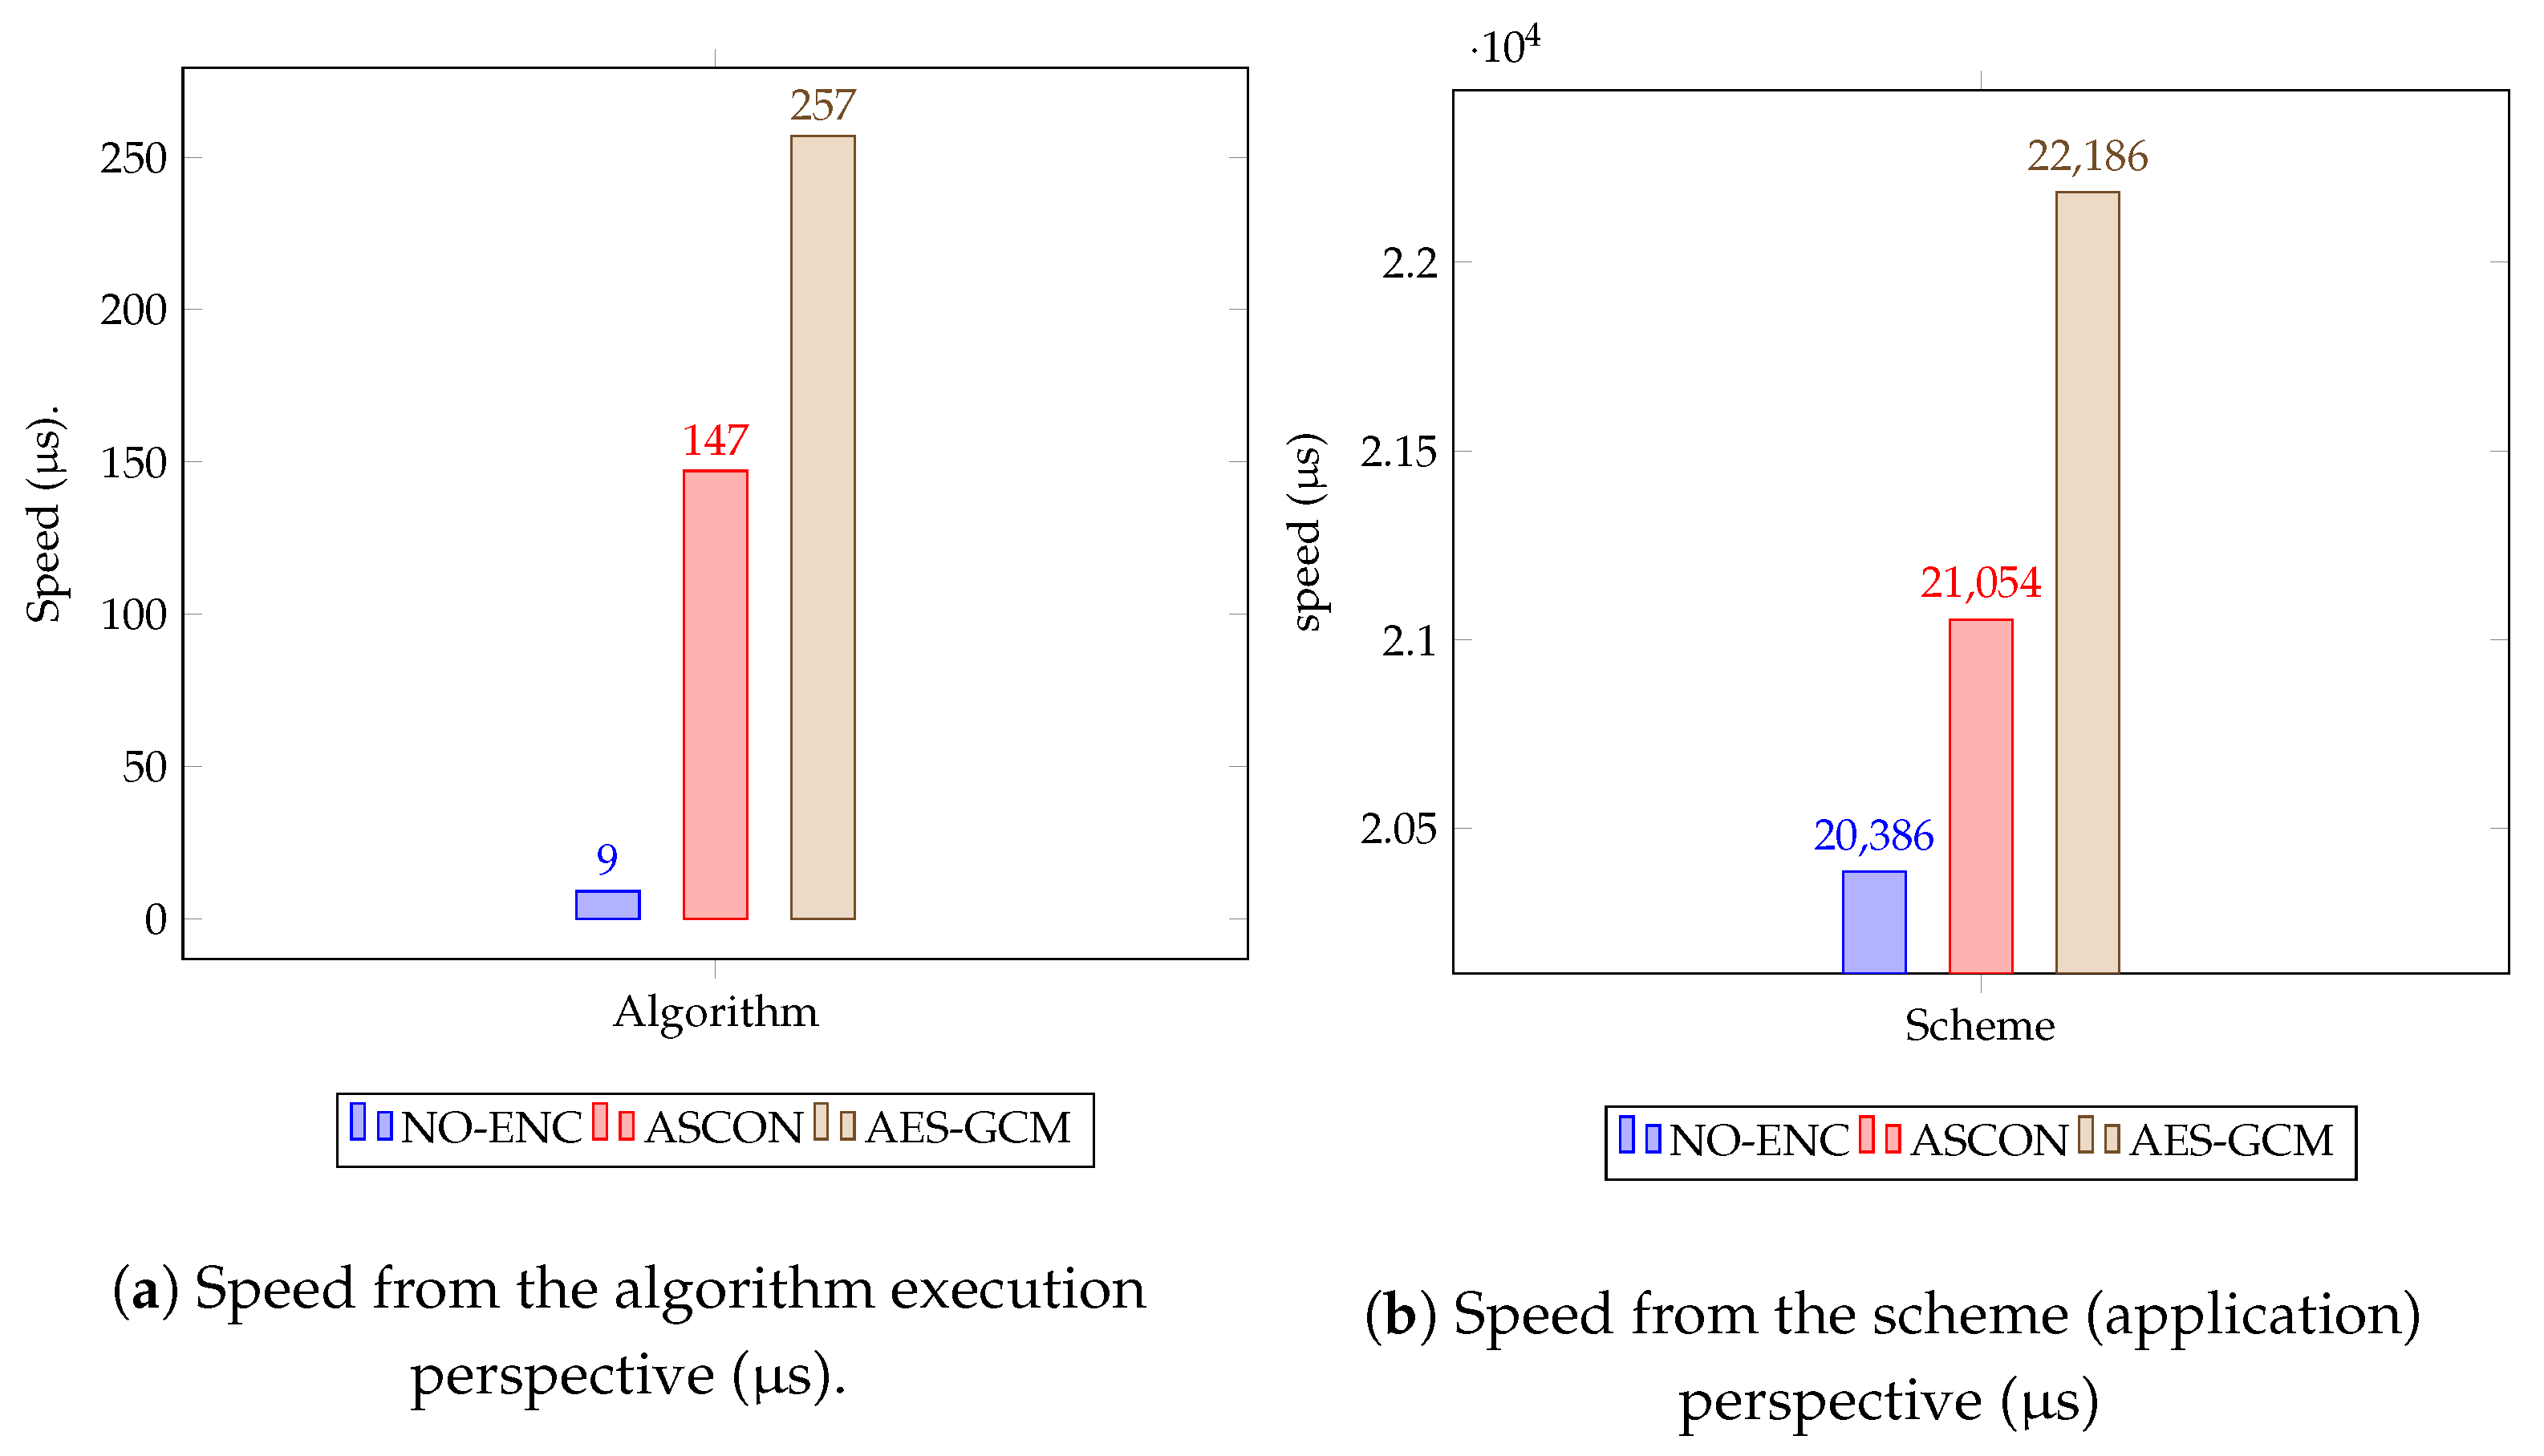 257
250
200
150
147
100
50
9
0
Speed (μs).
Algorithm
NO-ENC ASCON AES-GCM
(a) Speed from the algorithm execution
perspective (μs).
·10⁴
22,186
2.2
2.15
21,054
2.1
20,386
2.05
speed (μs)
Scheme
NO-ENC ASCON AES-GCM
(b) Speed from the scheme (application)
perspective (μs)